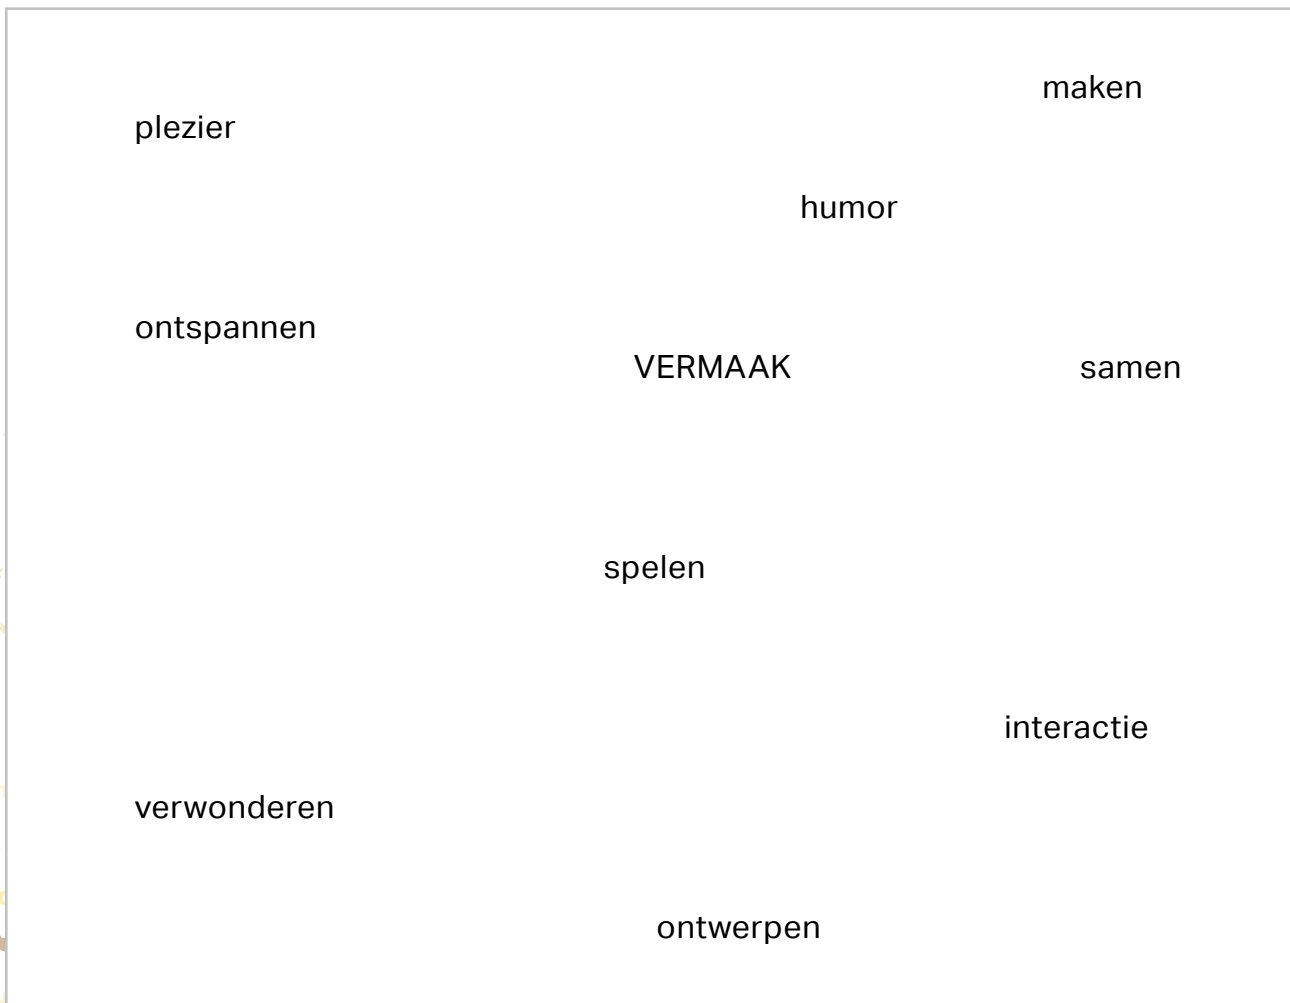 maken
plezier
humor
ontspannen
VERMAAK samen
spelen
interactie
verwonderen
ontwerpen